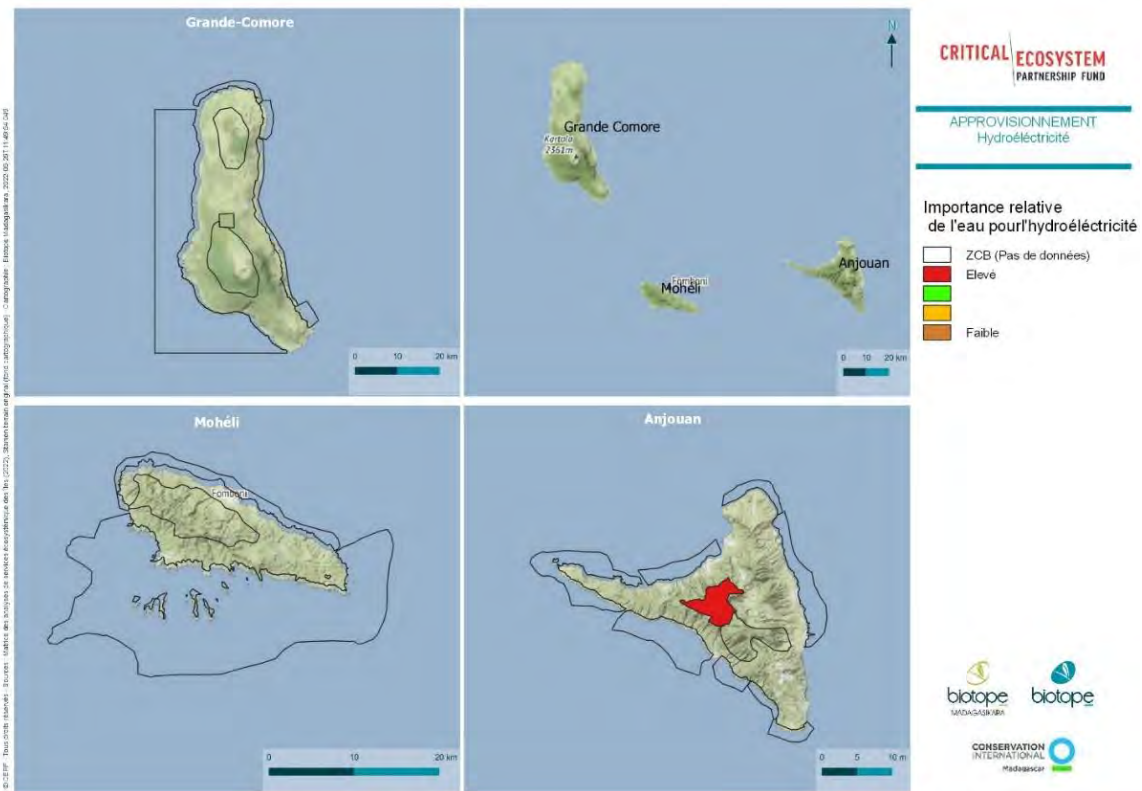 Grande-Comore
N
Grande Comore
Kartala
2361m
Fomboni
Mohéli
Anjouan
0 10 20 km
0 10 20 km
Mohéli
Fomboni
0 10 20 km
Anjouan
0 5 10 m
CRITICAL ECOSYSTEM
PARTNERSHIP FUND
APPROVISIONNEMENT
Hydroéléctricité
Importance relative
de l'eau pourl'hydroéléctricité
ZCB (Pas de données)
Elevé
Faible
biotope
MADAGASIKARA
biotope
CONSERVATION
INTERNATIONAL
Madagascar